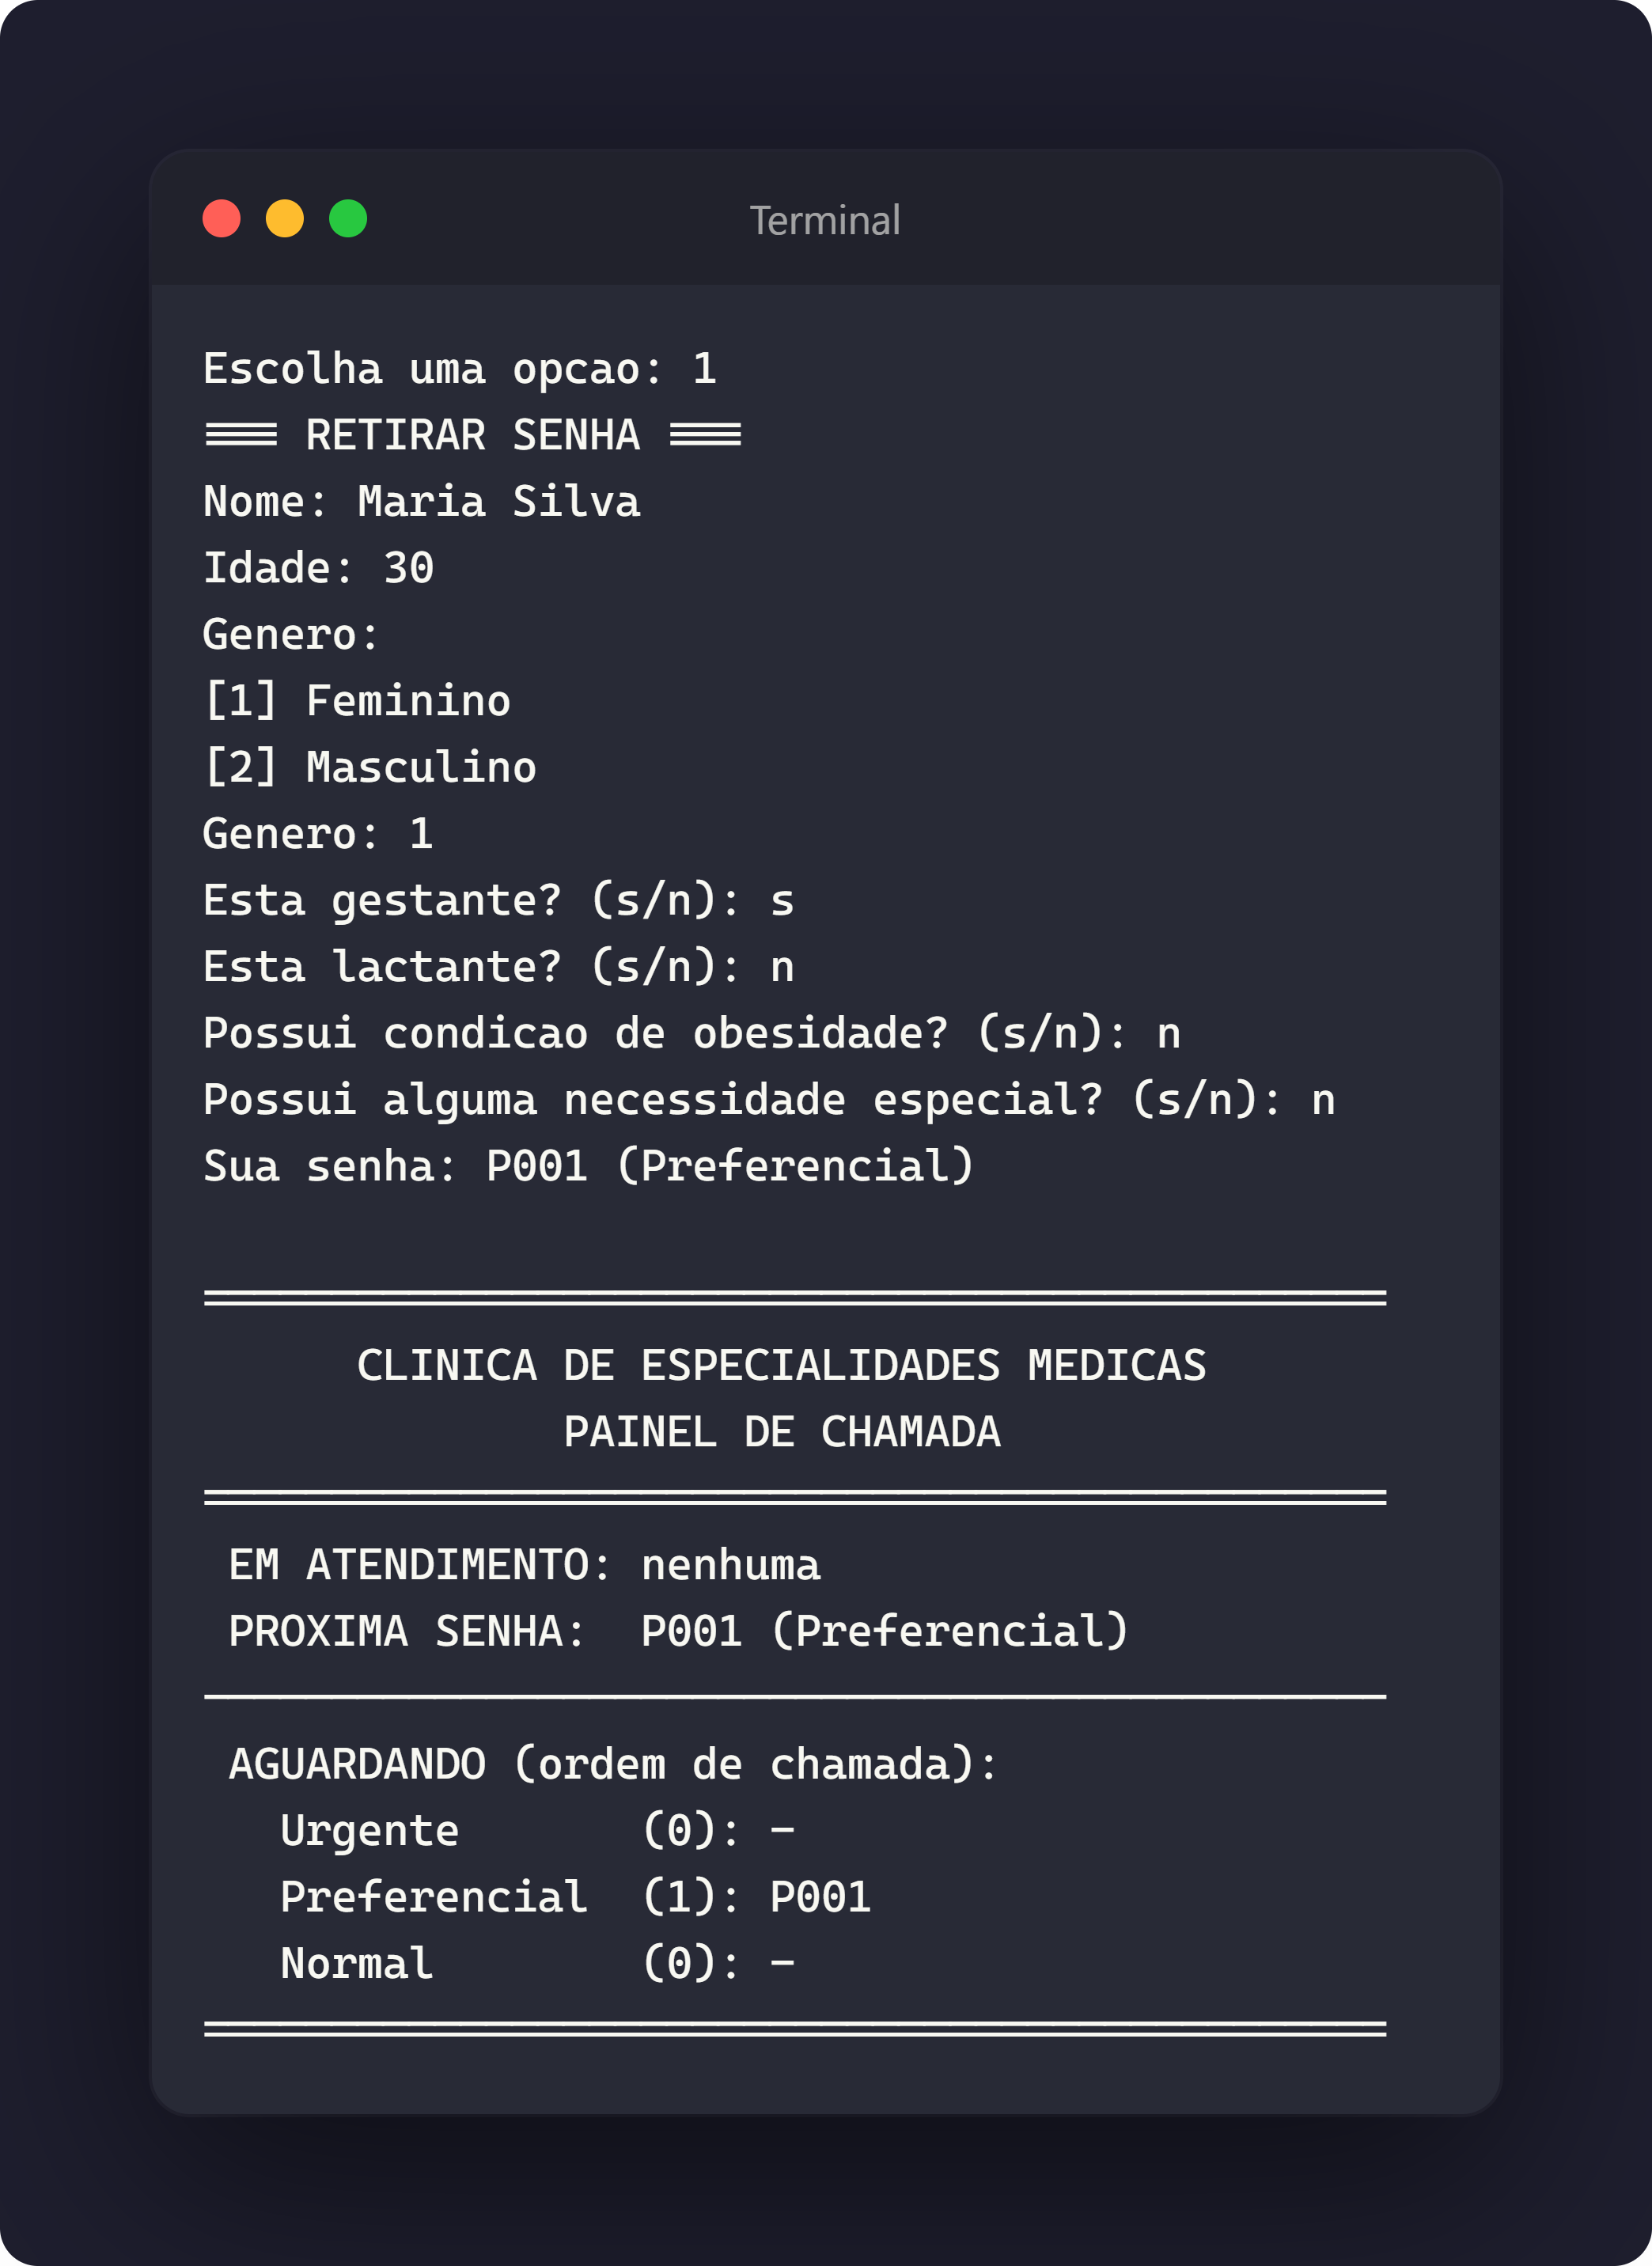 Terminal
Escolha uma opcao: 1
=== RETIRAR SENHA ===
Nome: Maria Silva
Idade: 30
Genero:
[1] Feminino
[2] Masculino
Genero: 1
Esta gestante? (s/n): s
Esta lactante? (s/n): n
Possui condicao de obesidade? (s/n): n
Possui alguma necessidade especial? (s/n): n
Sua senha: P001 (Preferencial)
==============================================
CLINICA DE ESPECIALIDADES MEDICAS
PAINEL DE CHAMADA
==============================================
EM ATENDIMENTO: nenhuma
PROXIMA SENHA:  P001 (Preferencial)
----------------------------------------------
AGUARDANDO (ordem de chamada):
Urgente       (0): -
Preferencial  (1): P001
Normal        (0): -
==============================================